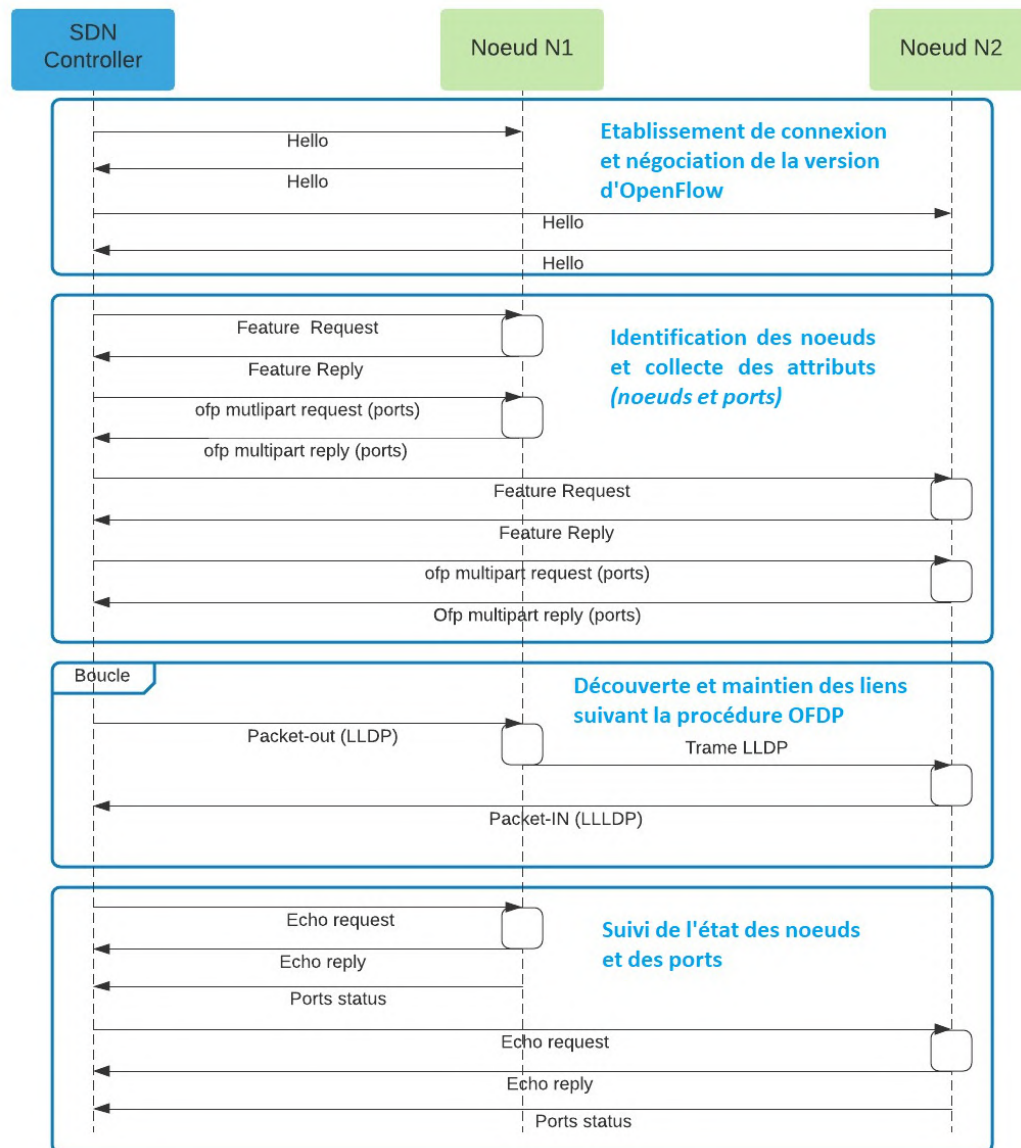 SDN
Controller
Noeud N1
Noeud N2
Hello
Hello
Hello
Hello
Etablissement de connexion
et négociation de la version
d'OpenFlow
Feature Request
Feature Reply
ofp mutlipart request (ports)
ofp multipart reply (ports)
Feature Request
Feature Reply
ofp multipart request (ports)
Ofp multipart reply (ports)
Identification des noeuds
et collecte des attributs
(noeuds et ports)
Boucle
Découverte et maintien des liens
suivant la procédure OFDP
Packet-out (LLDP)
Trame LLDP
Packet-IN (LLLDP)
Echo request
Echo reply
Ports status
Suivi de l'état des noeuds
et des ports
Echo request
Echo reply
Ports status